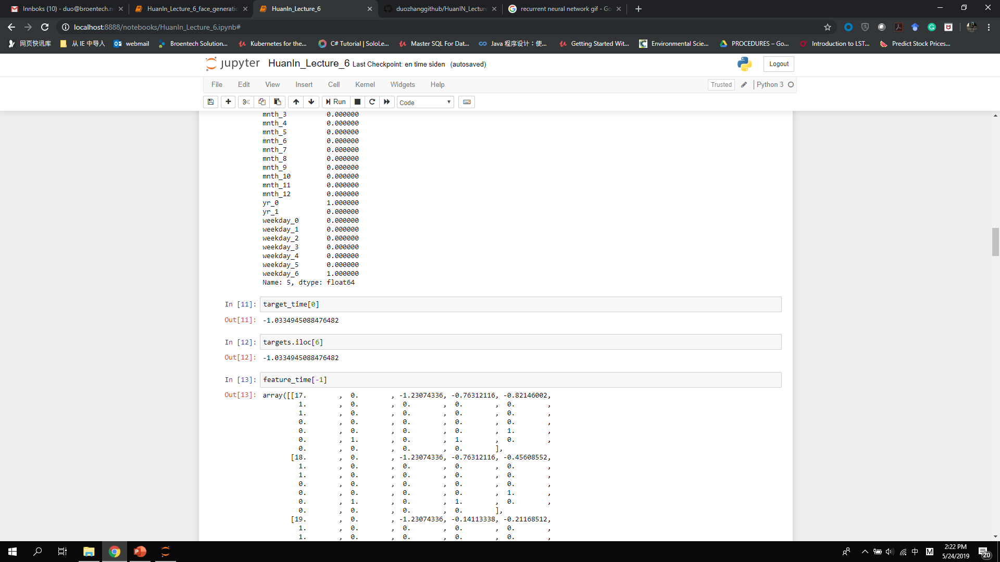 Innboks (10) - duo@broentech.n
HuanIn_Lecture_6_face_generatic
HuanIn_Lecture_6
duozhanggithub/HuanIN_Lecture
recurrent neural network gif - Go
localhost:8888/notebooks/HuanIn_Lecture_6.ipynb#
网页快讯库
从 IE 中导入
webmail
Broentech Solution...
Kubernetes for the...
C# Tutorial | SoloLe...
Master SQL For Dat...
Java 程序设计：使...
Getting Started Wit...
Environmental Scie...
PROCEDURES – Go...
Introduction to LST...
Predict Stock Prices...
jupyter HuanIn_Lecture_6 Last Checkpoint: en time siden (autosaved)
Logout
File Edit View Insert Cell Kernel Widgets Help
Trusted Python 3
Run Code
mnth_3 0.000000
mnth_4 0.000000
mnth_5 0.000000
mnth_6 0.000000
mnth_7 0.000000
mnth_8 0.000000
mnth_9 0.000000
mnth_10 0.000000
mnth_11 0.000000
mnth_12 0.000000
yr_0 1.000000
yr_1 0.000000
weekday_0 0.000000
weekday_1 0.000000
weekday_2 0.000000
weekday_3 0.000000
weekday_4 0.000000
weekday_5 0.000000
weekday_6 1.000000
Name: 5, dtype: float64
In [11]: target_time[0]
Out[11]: -1.0334945088476482
In [12]: targets.iloc[6]
Out[12]: -1.0334945088476482
In [13]: feature_time[-1]
Out[13]: array([[17. , 0. , -1.23074336, -0.76312116, -0.82146002,
1. , 0. , 0. , 0. , 0. ,
1. , 0. , 0. , 0. , 0. ,
0. , 0. , 0. , 0. , 0. ,
0. , 0. , 0. , 0. , 1. ,
0. , 1. , 0. , 1. , 0. ,
0. , 0. , 0. , 0. ],
[18. , 0. , -1.23074336, -0.76312116, -0.45608552,
1. , 0. , 0. , 0. , 0. ,
1. , 0. , 0. , 0. , 0. ,
0. , 0. , 0. , 0. , 0. ,
0. , 0. , 0. , 0. , 1. ,
0. , 1. , 0. , 1. , 0. ,
0. , 0. , 0. , 0. ],
[19. , 0. , -1.23074336, -0.14113338, -0.21168512,
1. , 0. , 0. , 0. , 0. ,
1. , 0. , 0. , 0. , 0. ,
中
M
2:22 PM
5/24/2019
20